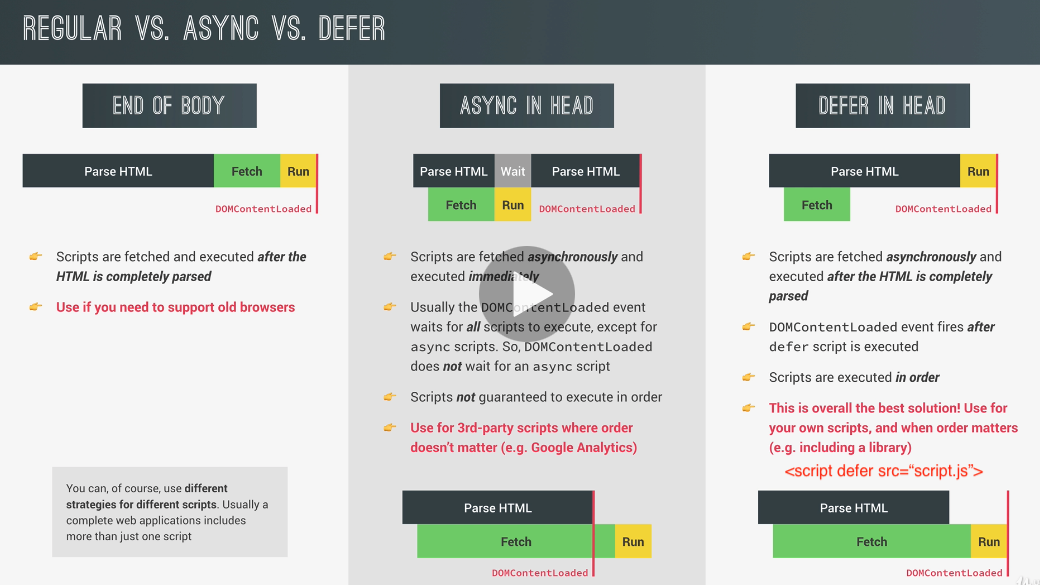 REGULAR VS. ASYNC VS. DEFER
END OF BODY
Parse HTML
Fetch
Run
DOMContentLoaded
Scripts are fetched and executed after the
HTML is completely parsed
Use if you need to support old browsers
You can, of course, use different
strategies for different scripts. Usually a
complete web applications includes
more than just one script
ASYNC IN HEAD
Parse HTML
Wait
Parse HTML
Fetch
Run
DOMContentLoaded
Scripts are fetched asynchronously and
executed immediately
Usually the DOMContentLoaded event
waits for all scripts to execute, except for
async scripts. So, DOMContentLoaded
does not wait for an async script
Scripts not guaranteed to execute in order
Use for 3rd-party scripts where order
doesn't matter (e.g. Google Analytics)
Parse HTML
Fetch
Run
DOMContentLoaded
DEFER IN HEAD
Parse HTML
Run
Fetch
DOMContentLoaded
Scripts are fetched asynchronously and
executed after the HTML is completely
parsed
DOMContentLoaded event fires after
defer script is executed
Scripts are executed in order
This is overall the best solution! Use for
your own scripts, and when order matters
(e.g. including a library)
<script defer src=“script.js”>
Parse HTML
Fetch
Run
DOMContentLoaded